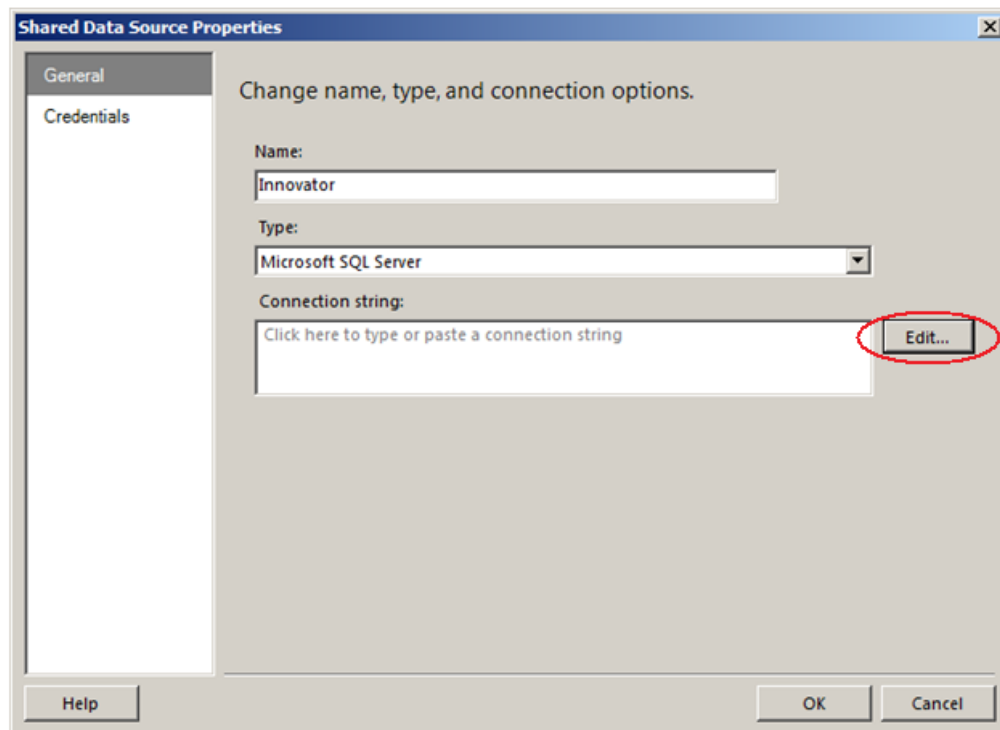 Shared Data Source Properties
General
Credentials
Change name, type, and connection options.
Name:
Innovator
Type:
Microsoft SQL Server
Connection string:
Click here to type or paste a connection string
Edit...
Help
OK
Cancel